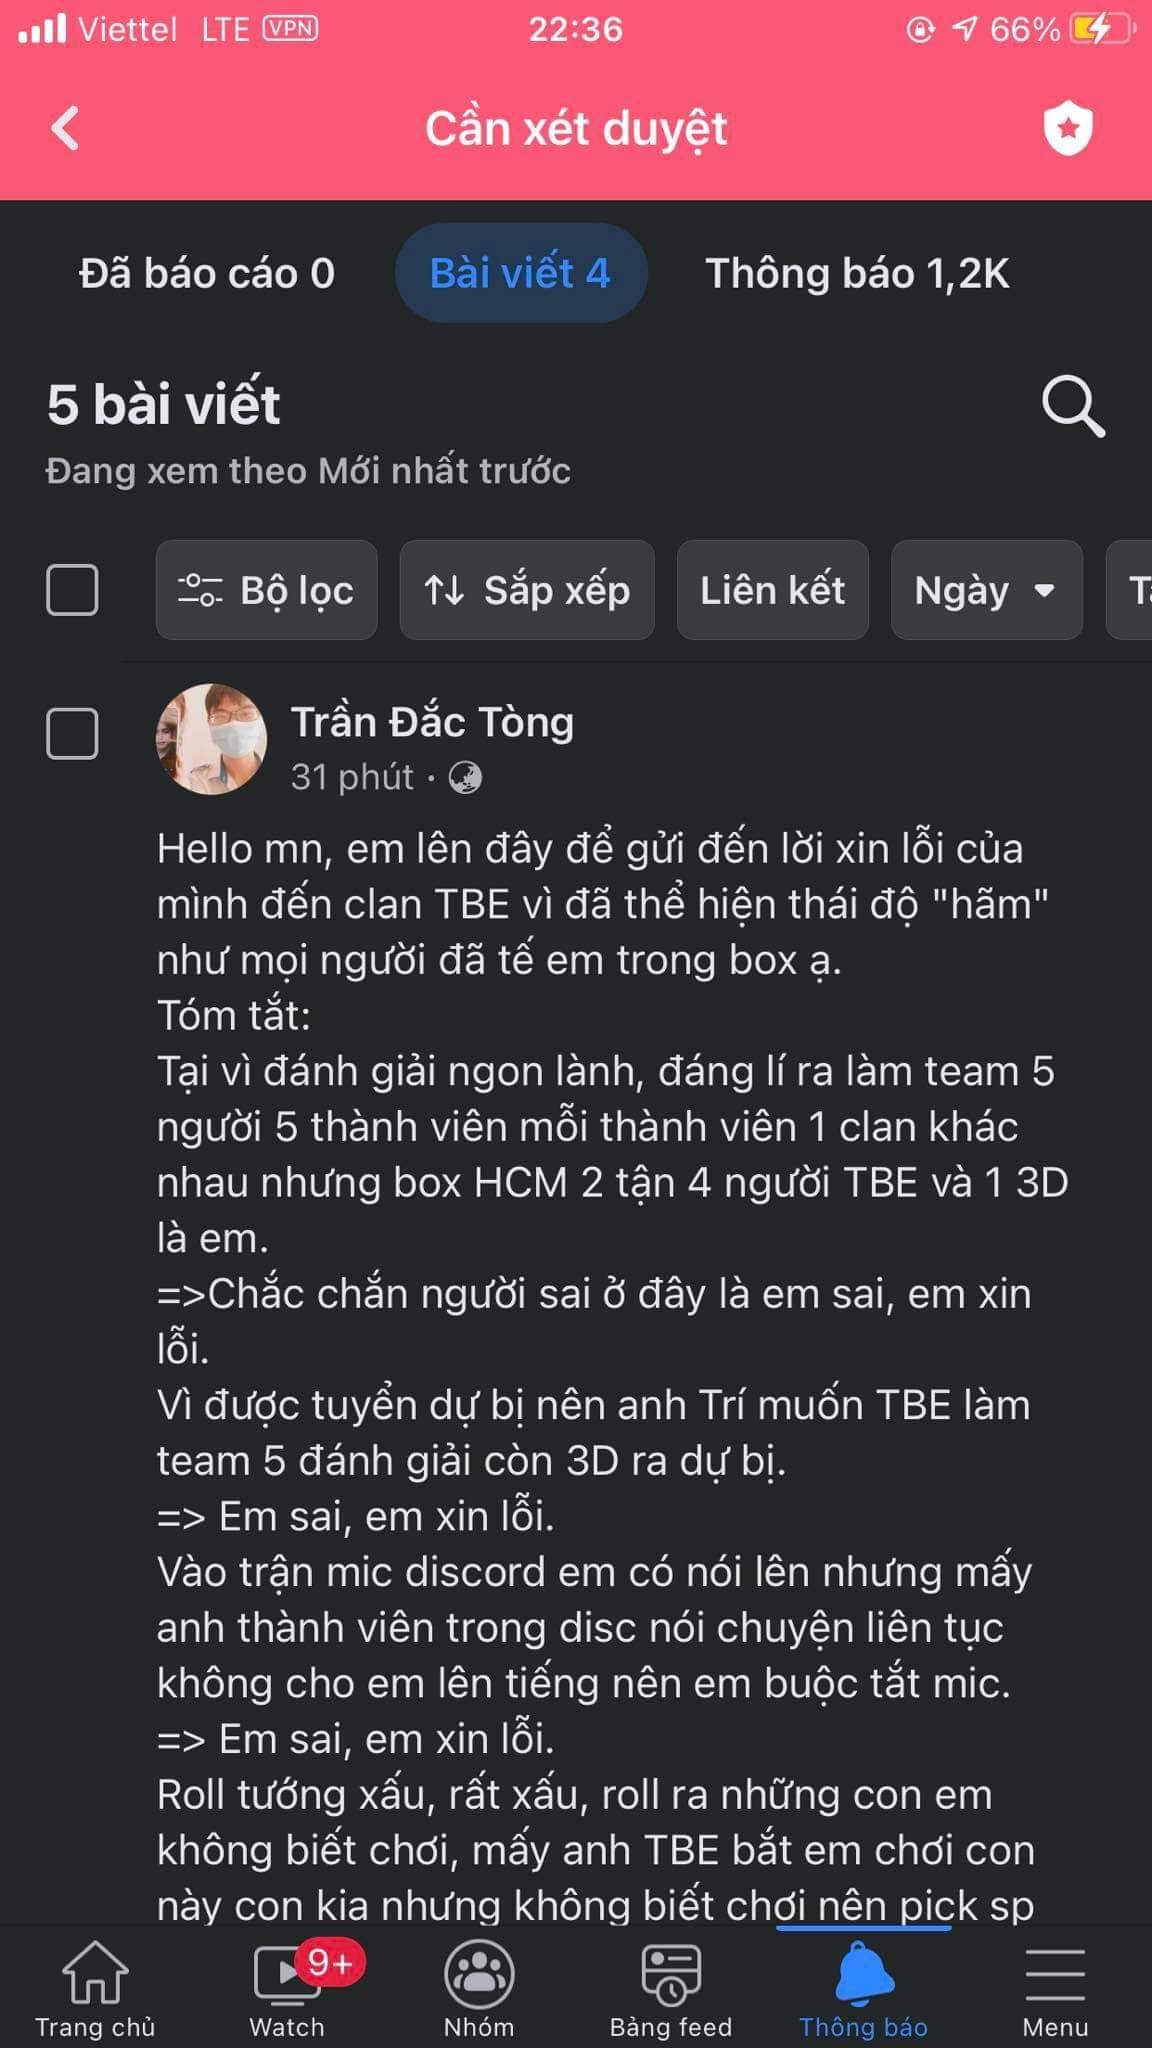 Viettel LTE VPN 22:36 66%
Cần xét duyệt
Đã báo cáo 0 Bài viết 4 Thông báo 1,2K
5 bài viết
Đang xem theo Mới nhất trước
Bộ lọc Sắp xếp Liên kết Ngày
Trần Đắc Tòng
31 phút ·
Hello mn, em lên đây để gửi đến lời xin lỗi của
mình đến clan TBE vì đã thể hiện thái độ "hãm"
như mọi người đã tế em trong box ạ.
Tóm tắt:
Tại vì đánh giải ngon lành, đáng lí ra làm team 5
người 5 thành viên mỗi thành viên 1 clan khác
nhau nhưng box HCM 2 tận 4 người TBE và 1 3D
là em.
=>Chắc chắn người sai ở đây là em sai, em xin
lỗi.
Vì được tuyển dự bị nên anh Trí muốn TBE làm
team 5 đánh giải còn 3D ra dự bị.
=> Em sai, em xin lỗi.
Vào trận mic discord em có nói lên nhưng mấy
anh thành viên trong disc nói chuyện liên tục
không cho em lên tiếng nên em buộc tắt mic.
=> Em sai, em xin lỗi.
Roll tướng xấu, rất xấu, roll ra những con em
không biết chơi, mấy anh TBE bắt em chơi con
này con kia nhưng không biết chơi nên pick sp
9+
Trang chủ Watch Nhóm Bảng feed Thông báo Menu